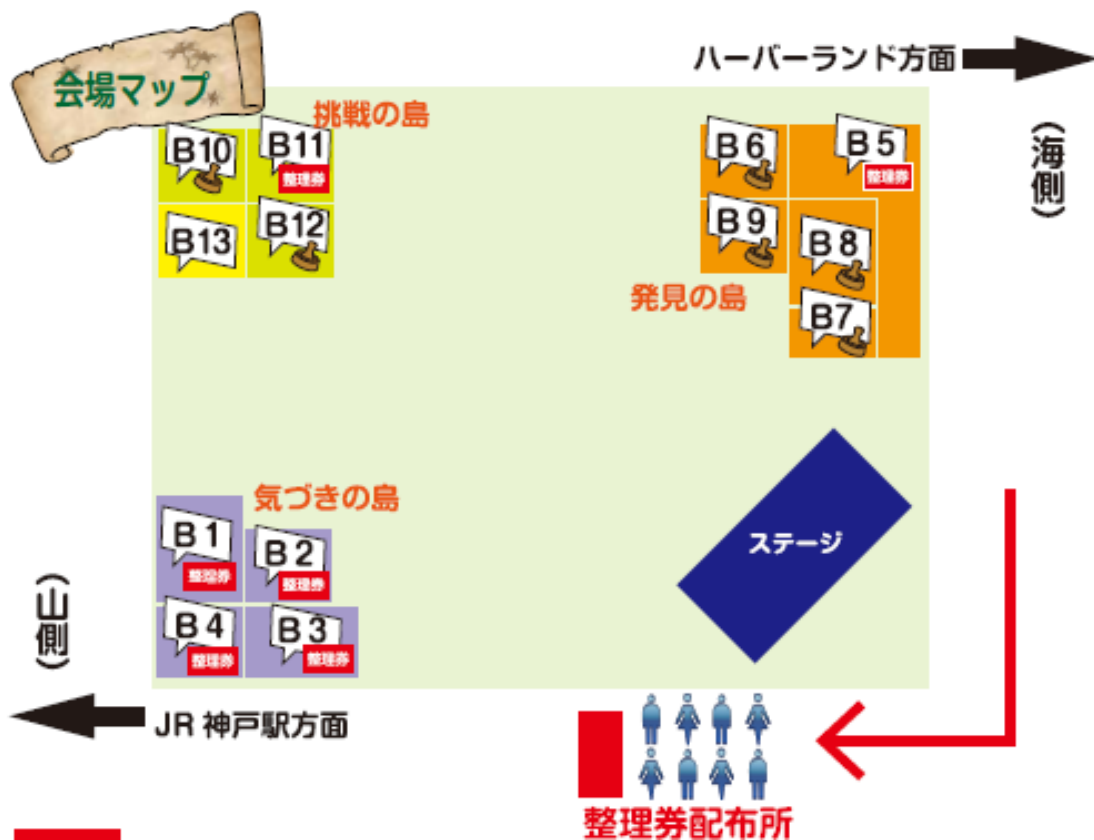 会場マップ
ハーバーランド方面
(海側)
挑戦の島
B10
B11
整理券
B13
B12
B6
B5
整理券
B9
B8
B7
発見の島
気づきの島
B1
整理券
B2
整理券
B4
整理券
B3
整理券
ステージ
(山側)
JR 神戸駅方面
整理券配布所